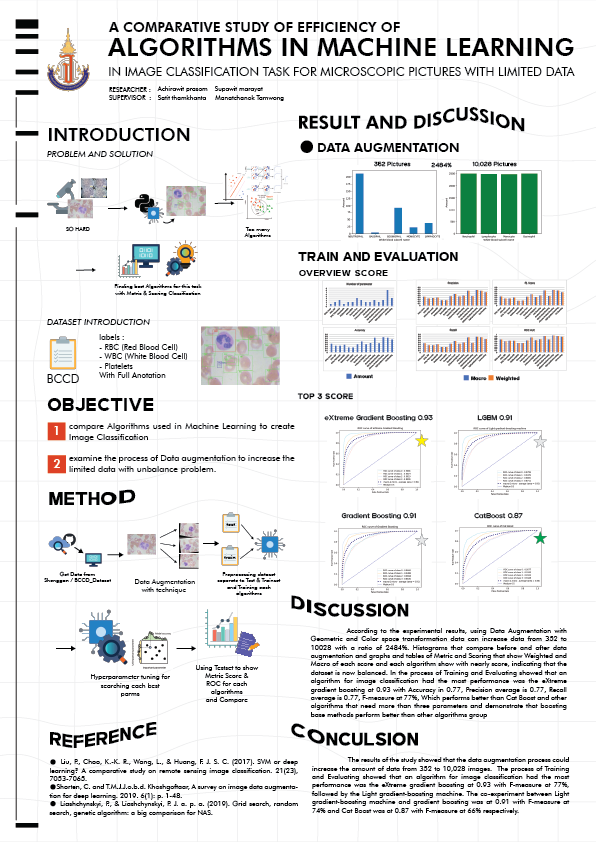 A COMPARATIVE STUDY OF EFFICIENCY OF
ALGORITHMS IN MACHINE LEARNING
IN IMAGE CLASSIFICATION TASK FOR MICROSCOPIC PICTURES WITH LIMITED DATA
RESEARCHER : Achirawit prasom Supawit marayat
SUPERVISOR : Satit thamkhanta Manatchanok Tamwong
INTRODUCTION
PROBLEM AND SOLUTION
SO HARD
Too many
Algorithms
Finding best Algorithms for this task
with Metric & Scoring Classification
DATASET INTRODUCTION
BCCD
labels :
- RBC (Red Blood Cell)
- WBC (White Blood Cell)
- Platelets
With Full Anotation
OBJECTIVE
1 compare Algorithms used in Machine Learning to create
Image Classification
2 examine the process of Data augmentation to increase the
limited data with unbalance problem.
METHOD
Get Data from
Shenggan / BCCD_Dataset
Data Augmentation
with technique
test
train
Preprocessing dataset
seperate to Test & Trainset
and Training each
algorithms
Hyperparameter tuning for
searching each best
parms
Using Testset to show
Metric Score &
ROC for each
algorithms
and Compare
REFERENCE
● Liu, P., Choo, K.-K. R., Wang, L., & Huang, F. J. S. C. (2017). SVM or deep
learning? A comparative study on remote sensing image classification. 21(23),
7053-7065.
●Shorten, C. and T.M.J.J.o.b.d. Khoshgoftaar, A survey on image data augmenta-
tion for deep learning. 2019. 6(1): p. 1-48.
● Liashchynskyi, P., & Liashchynskyi, P. J. a. p. a. (2019). Grid search, random
search, genetic algorithm: a big comparison for NAS.
RESULT AND DISCUSSION
● DATA AUGMENTATION
362 Pictures 2484% 10,028 Pictures
TRAIN AND EVALUATION
OVERVIEW SCORE
Amount
Macro Weighted
TOP 3 SCORE
eXtreme Gradient Boosting 0.93
LGBM 0.91
Gradient Boosting 0.91
CatBoost 0.87
DISCUSSION
According to the experimental results, using Data Augmentation with
Geometric and Color space transformation data can increase data from 352 to
10028 with a ratio of 2484%. Histograms that compare before and after data
augmentation and graphs and tables of Metric and Scoring that show Weighted and
Macro of each score and each algorithm show with nearly score, indicating that the
dataset is now balanced. In the process of Training and Evaluating showed that an
algorithm for image classification had the most performance was the eXtreme
gradient boosting at 0.93 with Accuracy in 0.77, Precision average is 0.77, Recall
average is 0.77, F-measure at 77%, Which performs better than Cat Boost and other
algorithms that need more than three parameters and demonstrate that boosting
base methods perform better than other algorithms group
CONCULSION
The results of the study showed that the data augmentation process could
increase the amount of data from 352 to 10,028 images. The process of Training
and Evaluating showed that an algorithm for image classification had the most
performance was the eXtreme gradient boosting at 0.93 with F-measure at 77%,
followed by the Light gradient-boosting machine. The co-experiment between Light
gradient-boosting machine and gradient boosting was at 0.91 with F-measure at
74% and Cat Boost was at 0.87 with F-measure at 66% respectively.